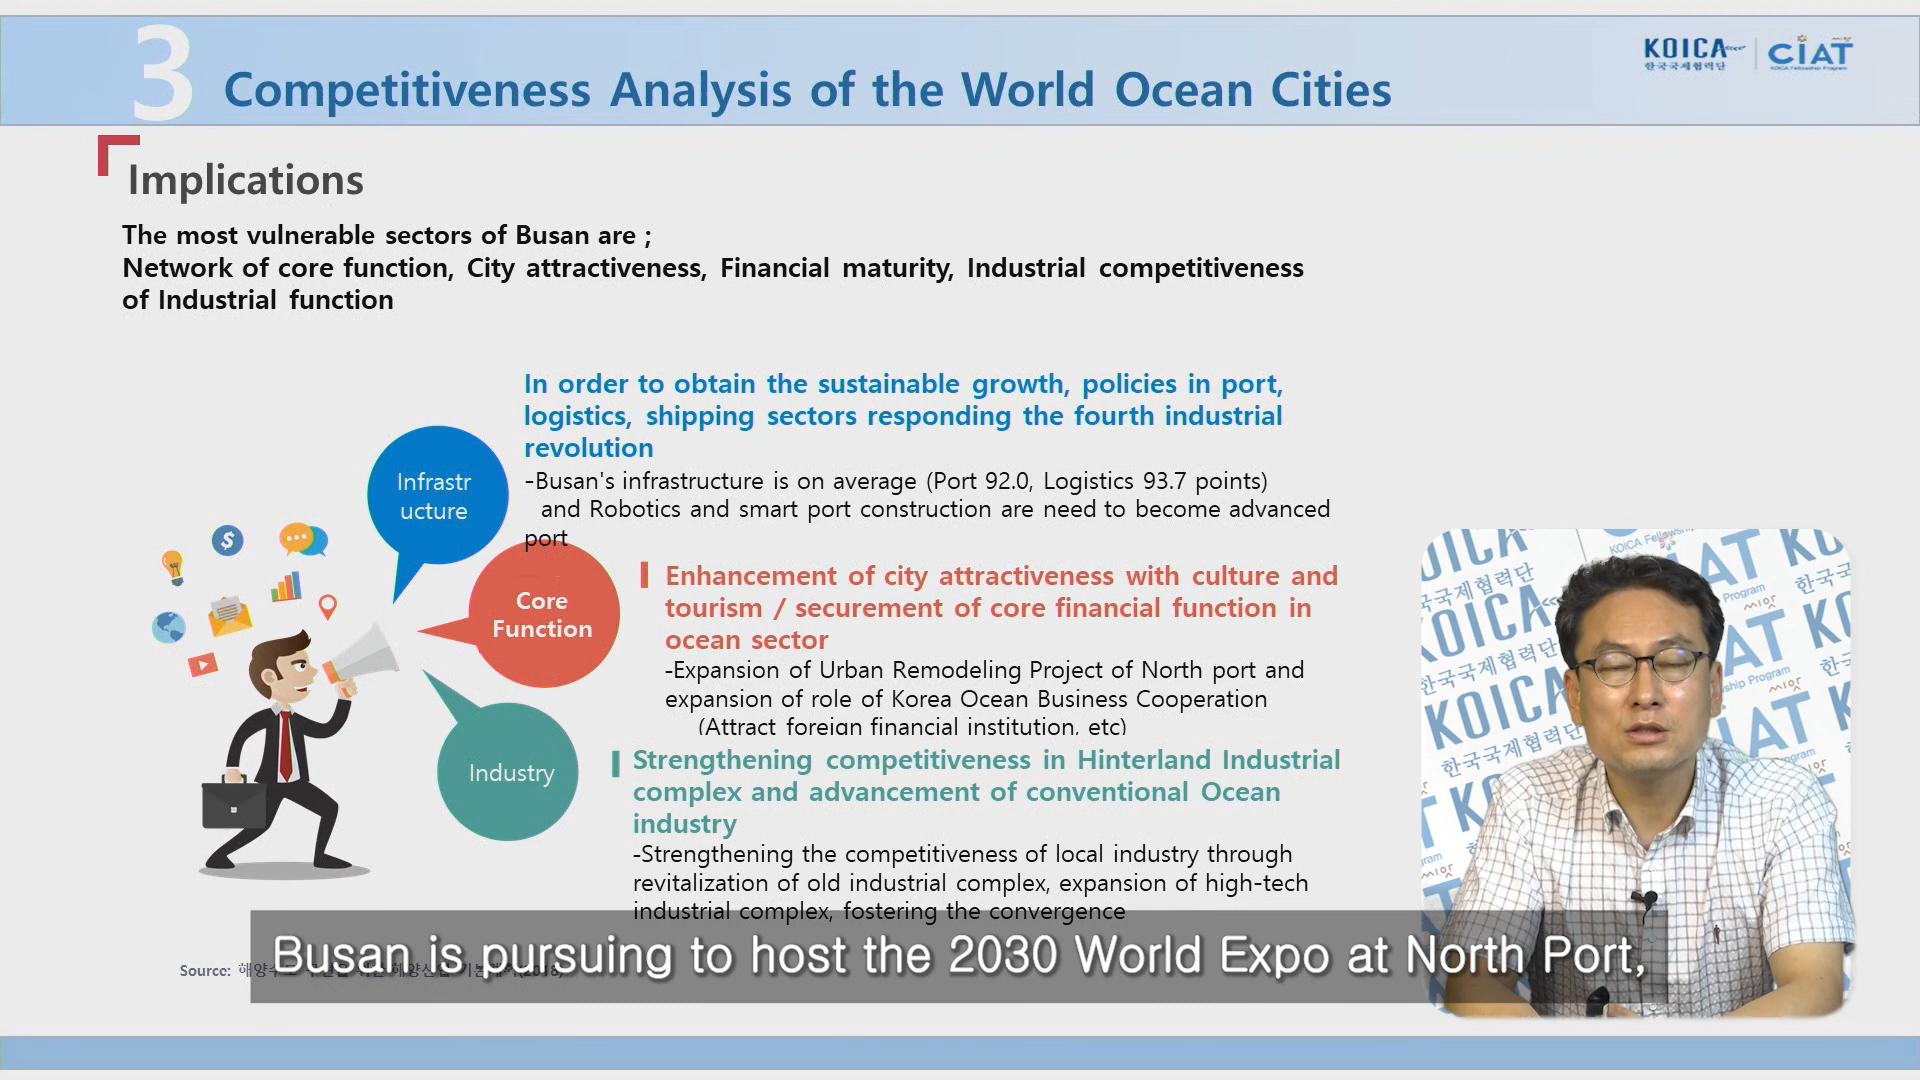 3 Competitiveness Analysis of the World Ocean Cities
KOICA
한국국제협력단
씨앗
CIAT
KOICA Fellowship Program
Implications
The most vulnerable sectors of Busan are ;
Network of core function, City attractiveness, Financial maturity, Industrial competitiveness
of Industrial function
In order to obtain the sustainable growth, policies in port,
logistics, shipping sectors responding the fourth industrial
revolution
Infrastr
ucture
-Busan's infrastructure is on average (Port 92.0, Logistics 93.7 points)
and Robotics and smart port construction are need to become advanced
port
Core
Function
Enhancement of city attractiveness with culture and
tourism / securement of core financial function in
ocean sector
-Expansion of Urban Remodeling Project of North port and
expansion of role of Korea Ocean Business Cooperation
(Attract foreign financial institution, etc)
Industry
Strengthening competitiveness in Hinterland Industrial
complex and advancement of conventional Ocean
industry
-Strengthening the competitiveness of local industry through
revitalization of old industrial complex, expansion of high-tech
industrial complex, fostering the convergence
Source:
Busan is pursuing to host the 2030 World Expo at North Port,